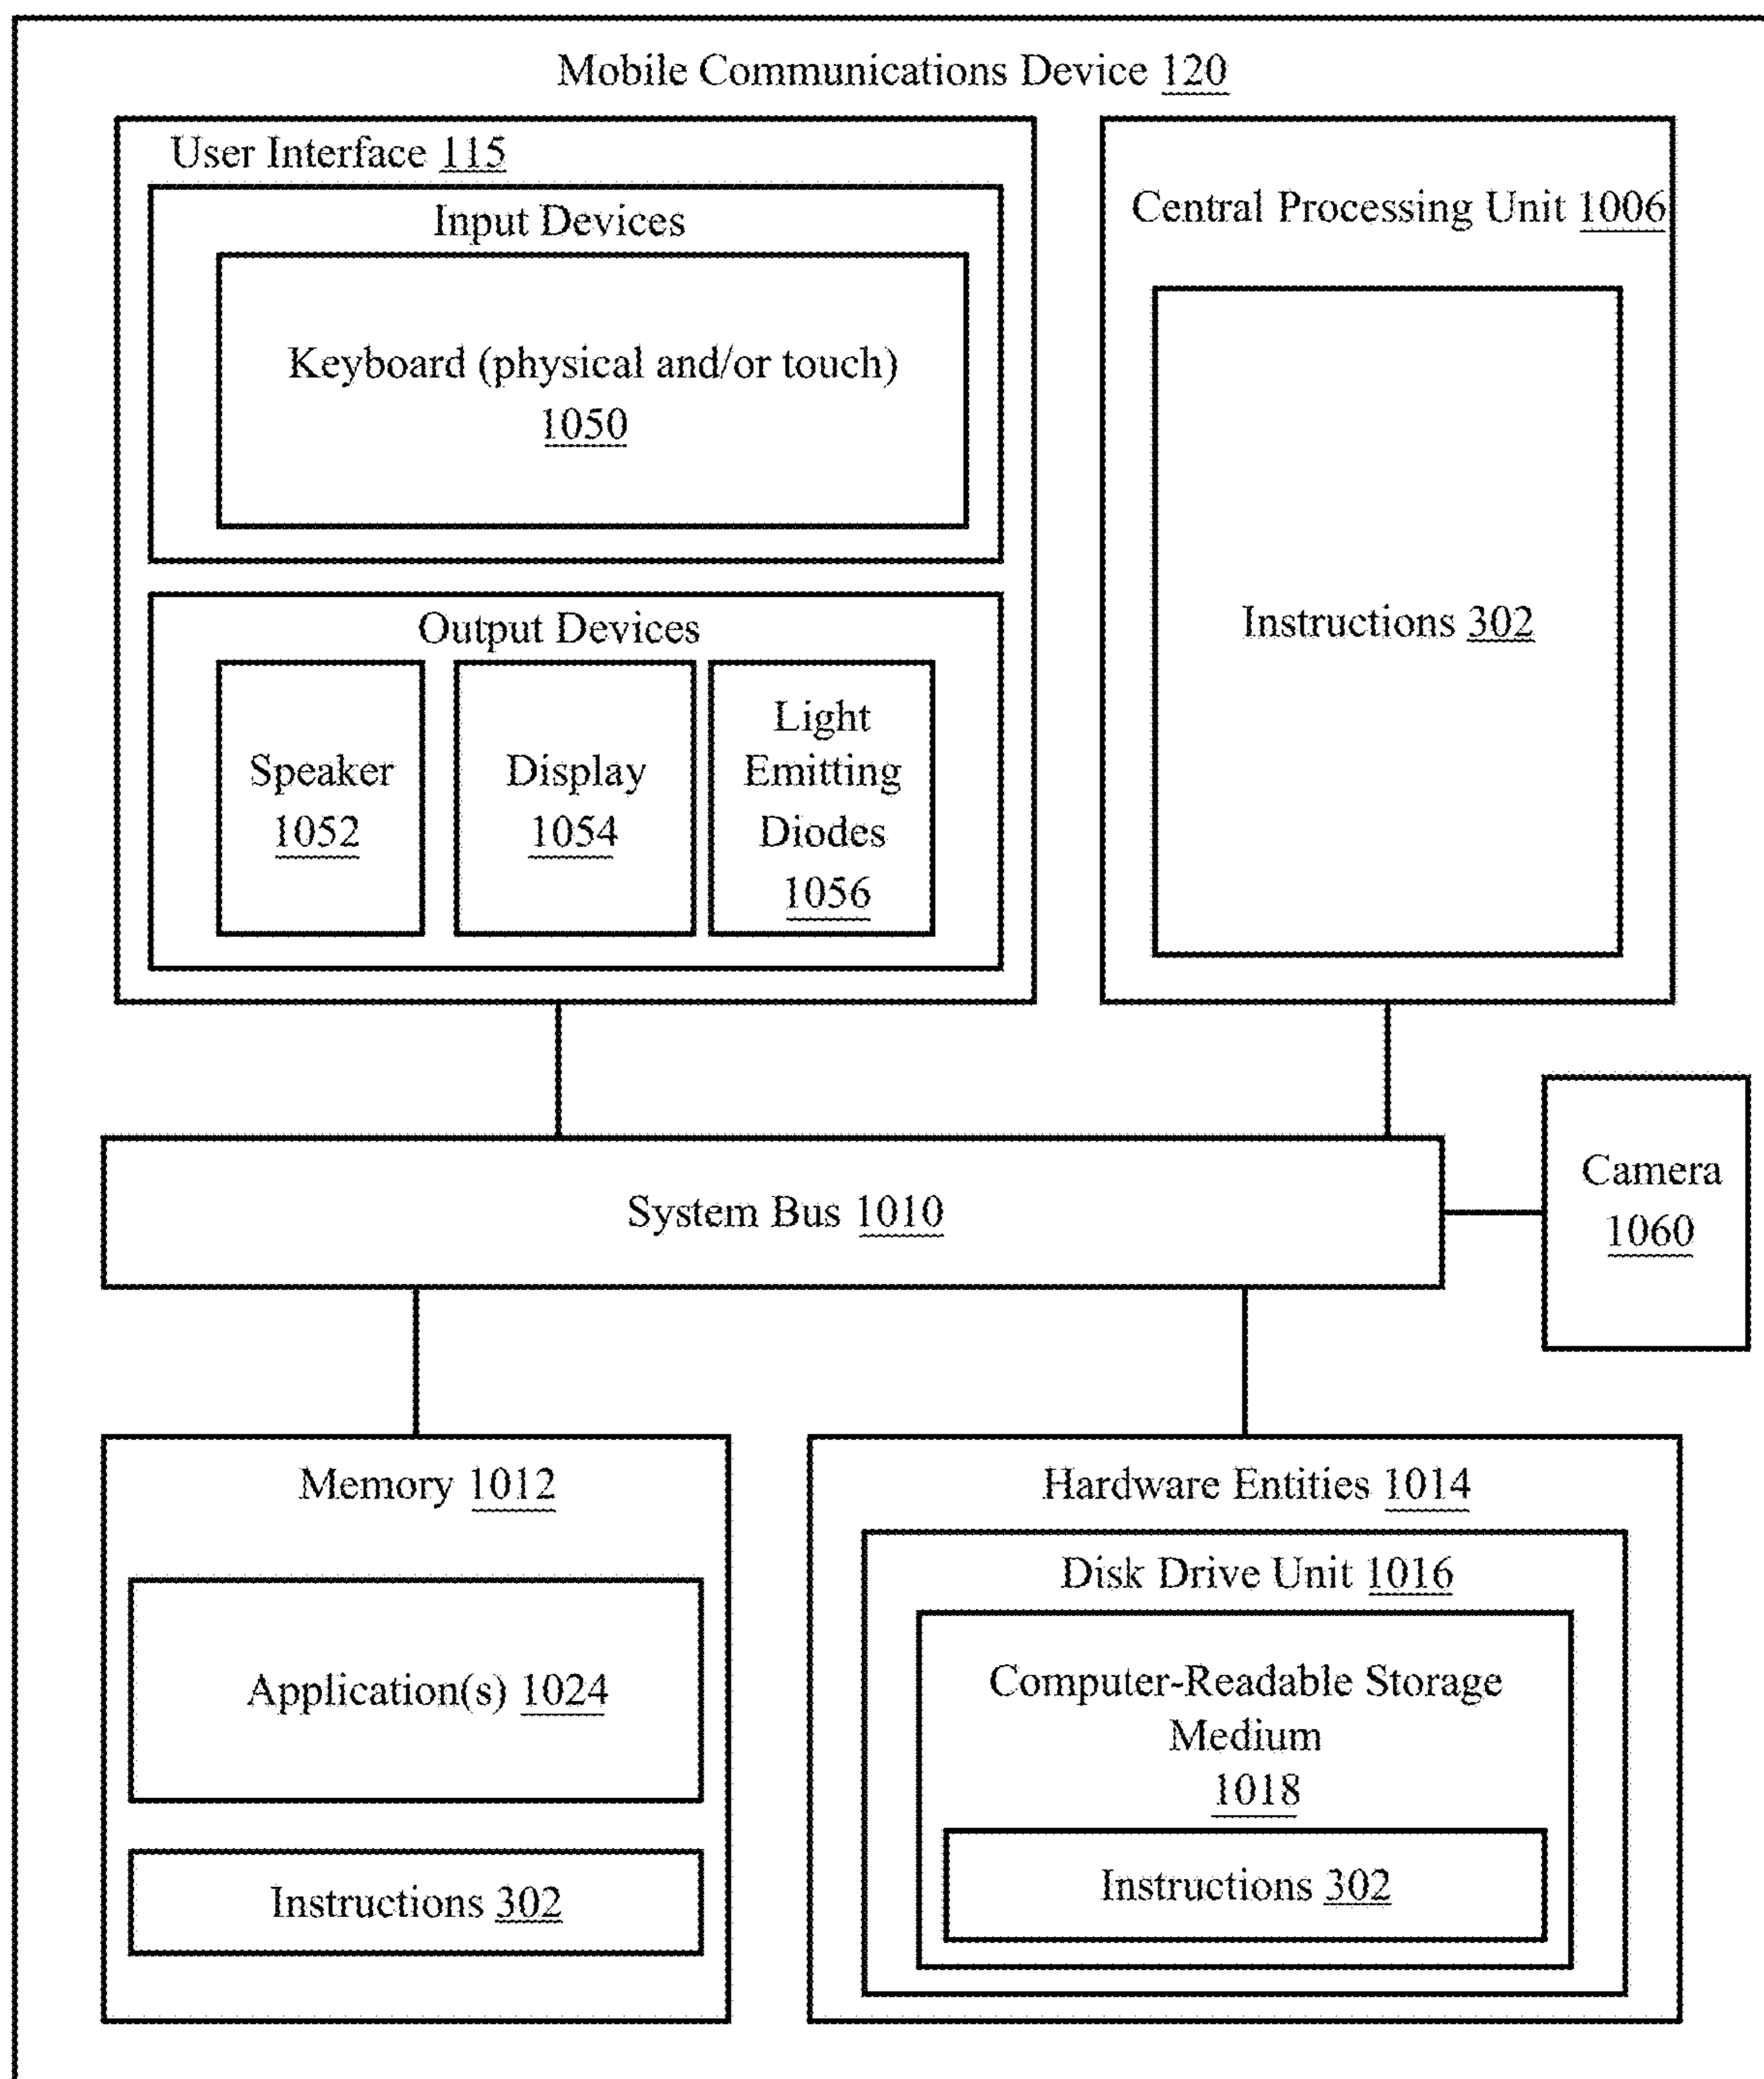 Mobile Communications Device 120
User Interface 115
Input Devices
Keyboard (physical and/or touch)
1050
Output Devices
Speaker
1052
Display
1054
Light
Emitting
Diodes
1056
Central Processing Unit 1006
Instructions 302
System Bus 1010
Camera
1060
Memory 1012
Application(s) 1024
Instructions 302
Hardware Entities 1014
Disk Drive Unit 1016
Computer-Readable Storage
Medium
1018
Instructions 302